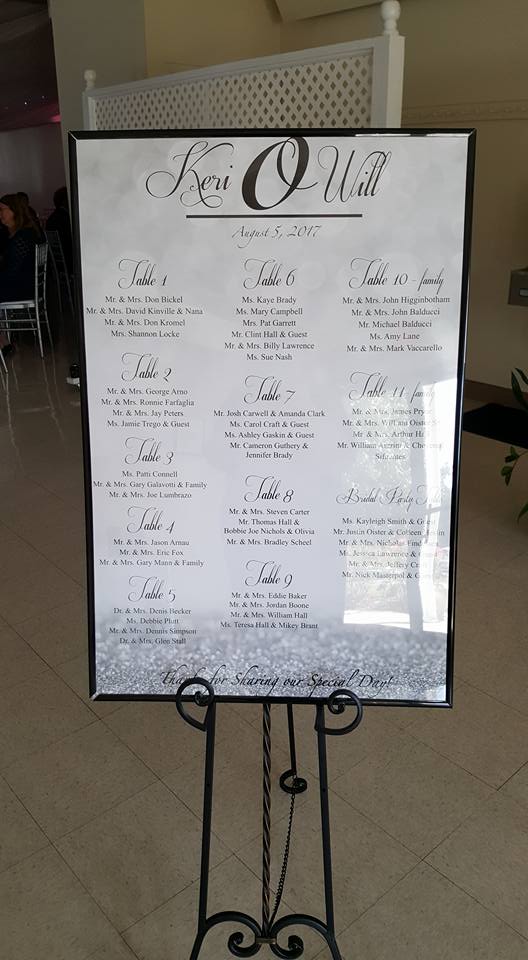 Keri O Will
August 5, 2017
Table 1
Mr. & Mrs. Don Bickel
Mr. & Mrs. David Kinville & Nana
Mr. & Mrs. Don Kromel
Mrs. Shannon Locke
Table 2
Mr. & Mrs. George Arno
Mr. & Mrs. Ronnie Farfaglia
Mr. & Mrs. Jay Peters
Ms. Jamie Trego & Guest
Table 3
Ms. Patti Connell
Mr. & Mrs. Gary Galavotti & Family
Mr. & Mrs. Joe Lumbrazo
Table 4
Mr. & Mrs. Jason Arnau
Mr. & Mrs. Eric Fox
Mr. & Mrs. Gary Mann & Family
Table 5
Dr. & Mrs. Denis Becker
Ms. Debbie Plutt
Mr. & Mrs. Dennis Simpson
Dr. & Mrs. Glen Stall
Table 6
Ms. Kaye Brady
Ms. Mary Campbell
Mrs. Pat Garrett
Mr. Clint Hall & Guest
Mr. & Mrs. Billy Lawrence
Ms. Sue Nash
Table 7
Mr. Josh Carwell & Amanda Clark
Ms. Carol Craft & Guest
Ms. Ashley Gaskin & Guest
Mr. Cameron Guthery &
Jennifer Brady
Table 8
Mr. & Mrs. Steven Carter
Mr. Thomas Hall &
Bobbie Joe Nichols & Olivia
Mr. & Mrs. Bradley Scheel
Table 9
Mr. & Mrs. Eddie Baker
Mr. & Mrs. Jordan Boone
Mr. & Mrs. William Hall
Ms. Teresa Hall & Mikey Brant
Table 10 - family
Mr. & Mrs. John Higginbotham
Mr. & Mrs. John Balducci
Mr. Michael Balducci
Ms. Amy Lane
Mr. & Mrs. Mark Vaccarello
Table 11 - family
Mr. & Mrs. James Pryor
Mr. & Mrs. William Oister
Mr. & Mrs. Arthur Hall
Mr. William &
Bridal Party Table
Ms. Kayleigh Smith & Guest
Mr. Justin Oister & Colleen
Mr. & Mrs. Nicholas
Ms. Jessica Lawrence &
Mr. & Mrs. Jeffery
Mr. Nick Masterpol &
Thanks for Sharing our Special Day!